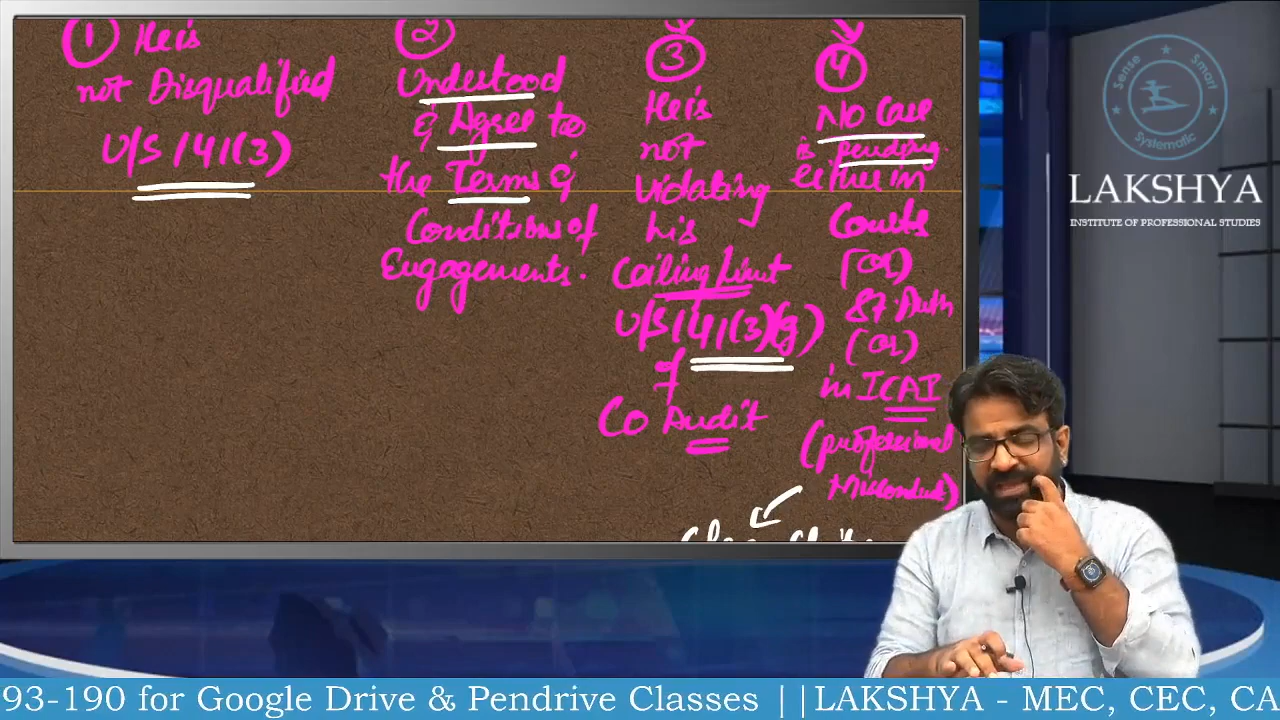 ① He is
not Disqualified
U/S 141(3)
②
Understood
& Agree to
the Terms &
Conditions of
Engagements.
③
He is
not
Violating
his
Ceiling Limit
U/S 141(3)(g)
of
Co Audit
④
No Case
is pending
either in
Courts
(or)
(or)
in ICAI
(professional
Misconduct)
Sense Smart
Systematic
LAKSHYA
INSTITUTE OF PROFESSIONAL STUDIES
93-190 for Google Drive & Pendrive Classes ||LAKSHYA - MEC, CEC, CA